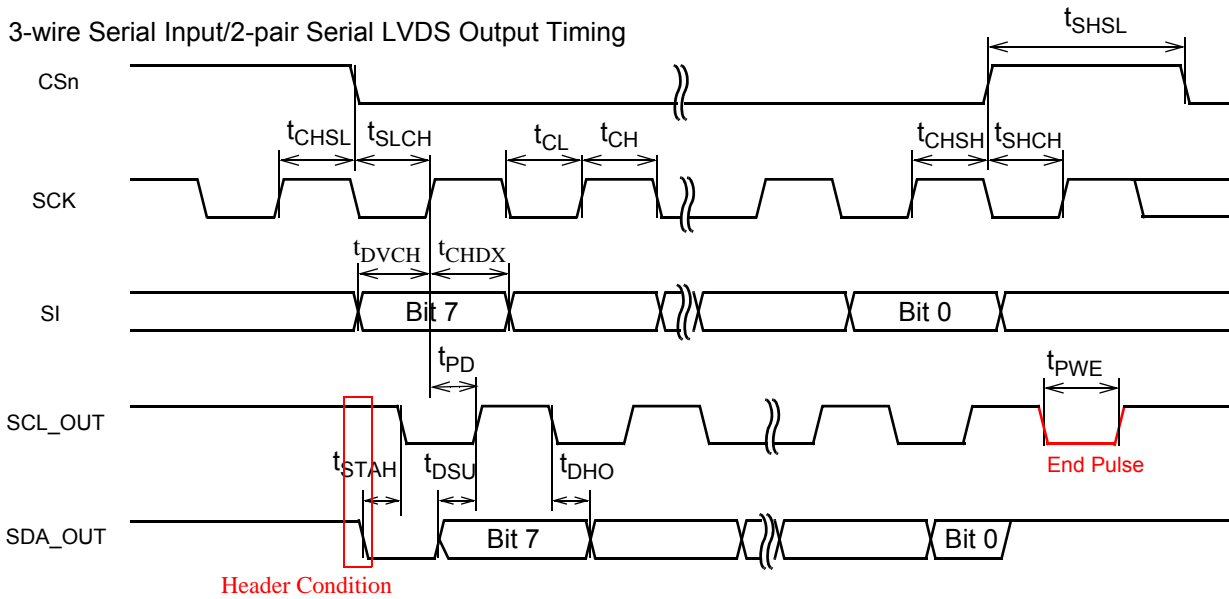 3-wire Serial Input/2-pair Serial LVDS Output Timing
tSHSL
CSn
tCHSL tSLCH tCL tCH tCHSH tSHCH
SCK
tDVCH tCHDX
SI Bit 7 Bit 0
tPD tPWE
SCL_OUT
End Pulse
tSTAH tDSU tDHO
SDA_OUT Bit 7 Bit 0
Header Condition